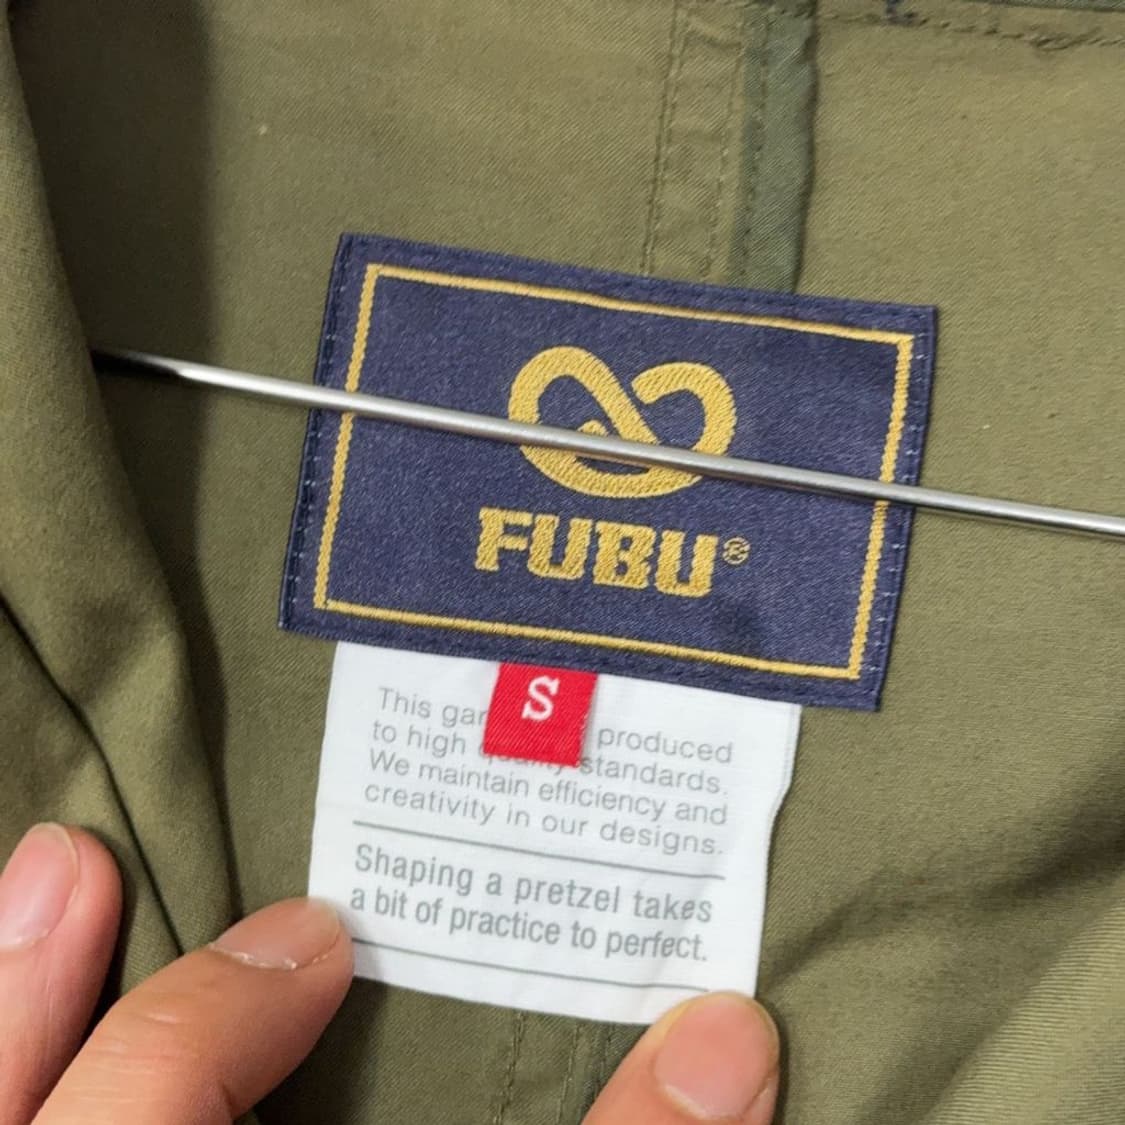 FUBU®
S
This produced
to high standards.
We maintain efficiency and
creativity in our designs.
Shaping a pretzel takes
a bit of practice to perfect.